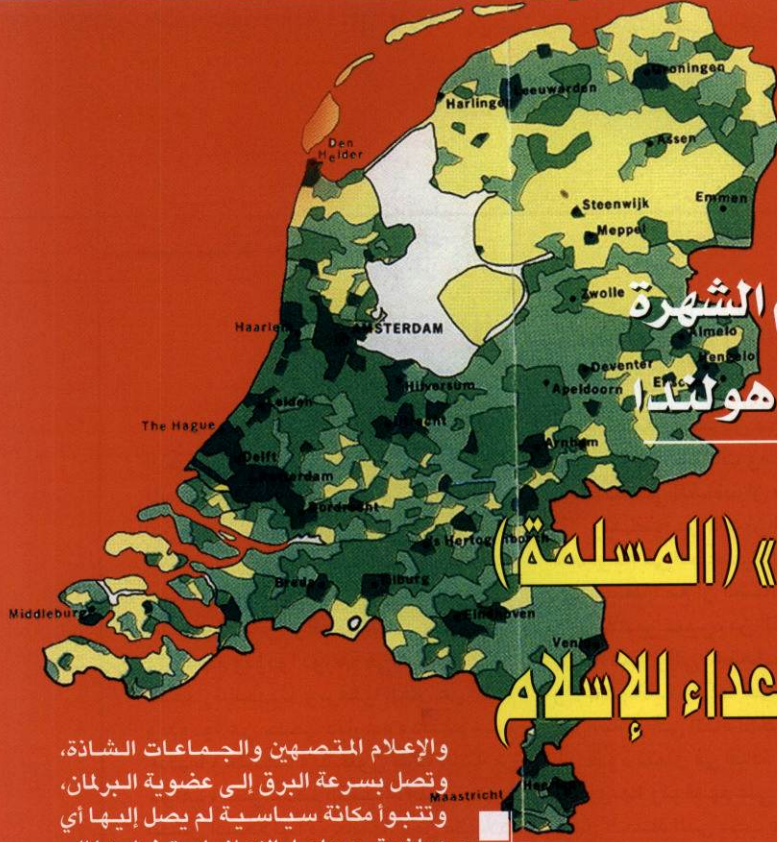 Groningen
Leeuwarden
Harlingen
Assen
Den
Helder
Steenwijk
Emmen
Meppel
الشهرة
Zwolle
Almelo
Haarlem
AMSTERDAM
Hengelo
Deventer
هولندا
Hilversum
Apeldoorn
Leiden
The Hague
Utrecht
Arnhem
Delft
Dordrecht
» (المسلمة)
s Hertogenbosch
Breda
Tilburg
Middleburg
Eindhoven
Venlo
عداء للإسلام
والإعلام المتصهين والجماعات الشاذة،
وتصل بسرعة البرق إلى عضوية البرلمان،
Maastricht
وتتبوأ مكانة سياسية لم يصل إليها أي